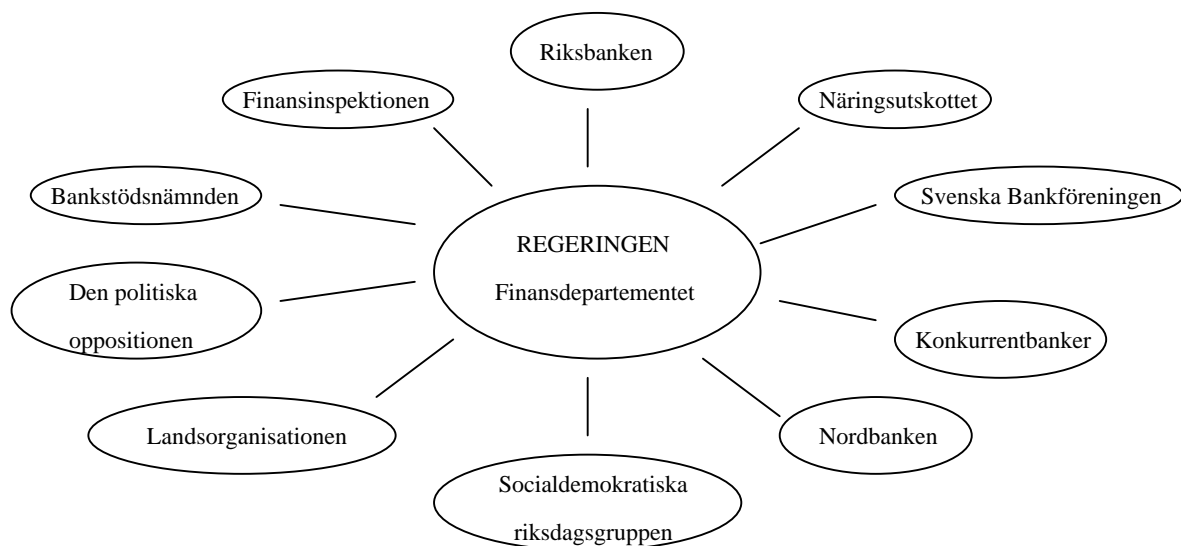 Riksbanken
Finansinspektionen
Näringsutskottet
Bankstödsnämnden
Svenska Bankföreningen
REGERINGEN
Finansdepartementet
Den politiska
oppositionen
Konkurrentbanker
Landsorganisationen
Nordbanken
Socialdemokratiska
riksdagsgruppen